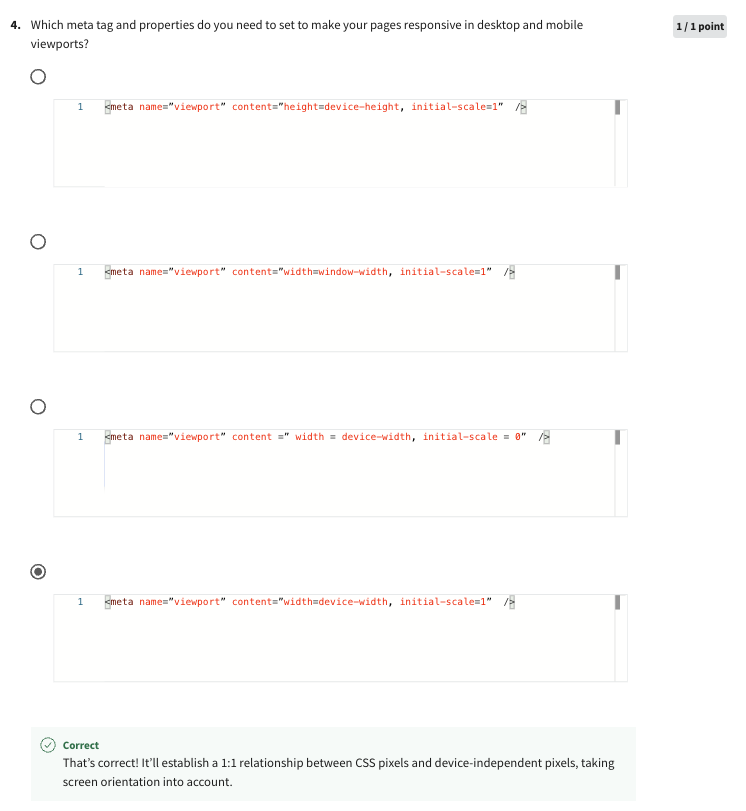 4. Which meta tag and properties do you need to set to make your pages responsive in desktop and mobile
viewports?
1 / 1 point
1 <meta name=”viewport” content=”height=device-height, initial-scale=1” />
1 <meta name=”viewport” content=”width=window-width, initial-scale=1” />
1 <meta name=”viewport” content =” width = device-width, initial-scale = 0” />
1 <meta name=”viewport” content=”width=device-width, initial-scale=1” />
Correct
That’s correct! It’ll establish a 1:1 relationship between CSS pixels and device-independent pixels, taking
screen orientation into account.